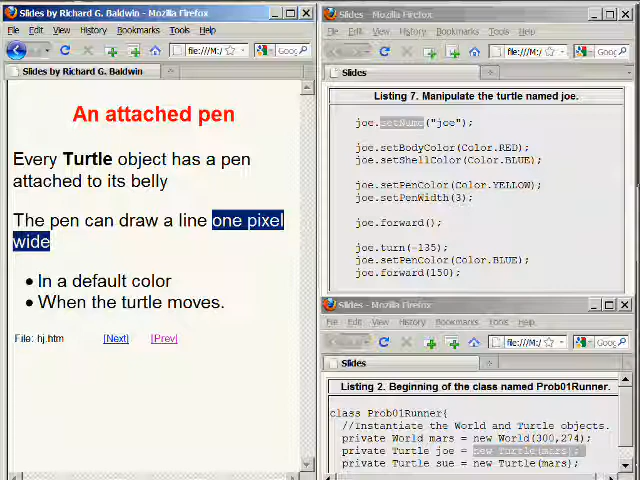 Slides by Richard G. Baldwin - Mozilla Firefox
File Edit View History Bookmarks Tools Help
file:///M:/
Goog
Slides by Richard G. Baldwin
An attached pen
Every Turtle object has a pen
attached to its belly
The pen can draw a line one pixel
wide
• In a default color
• When the turtle moves.
File: hj.htm [Next] [Prev]
Slides - Mozilla Firefox
File Edit View History Bookmarks Tools Help
file:///M:/
Goog
Slides
Listing 7. Manipulate the turtle named joe.
joe.setName("joe");
joe.setBodyColor(Color.RED);
joe.setShellColor(Color.BLUE);
joe.setPenColor(Color.YELLOW);
joe.setPenWidth(3);
joe.forward();
joe.turn(-135);
joe.setPenColor(Color.BLUE);
joe.forward(150);
Slides - Mozilla Firefox
File Edit View History Bookmarks Tools Help
file:///M:/
Goog
Slides
Listing 2. Beginning of the class named Prob01Runner.
class Prob01Runner{
//Instantiate the World and Turtle objects.
private World mars = new World(300,274);
private Turtle joe = new Turtle(mars);
private Turtle sue = new Turtle(mars);